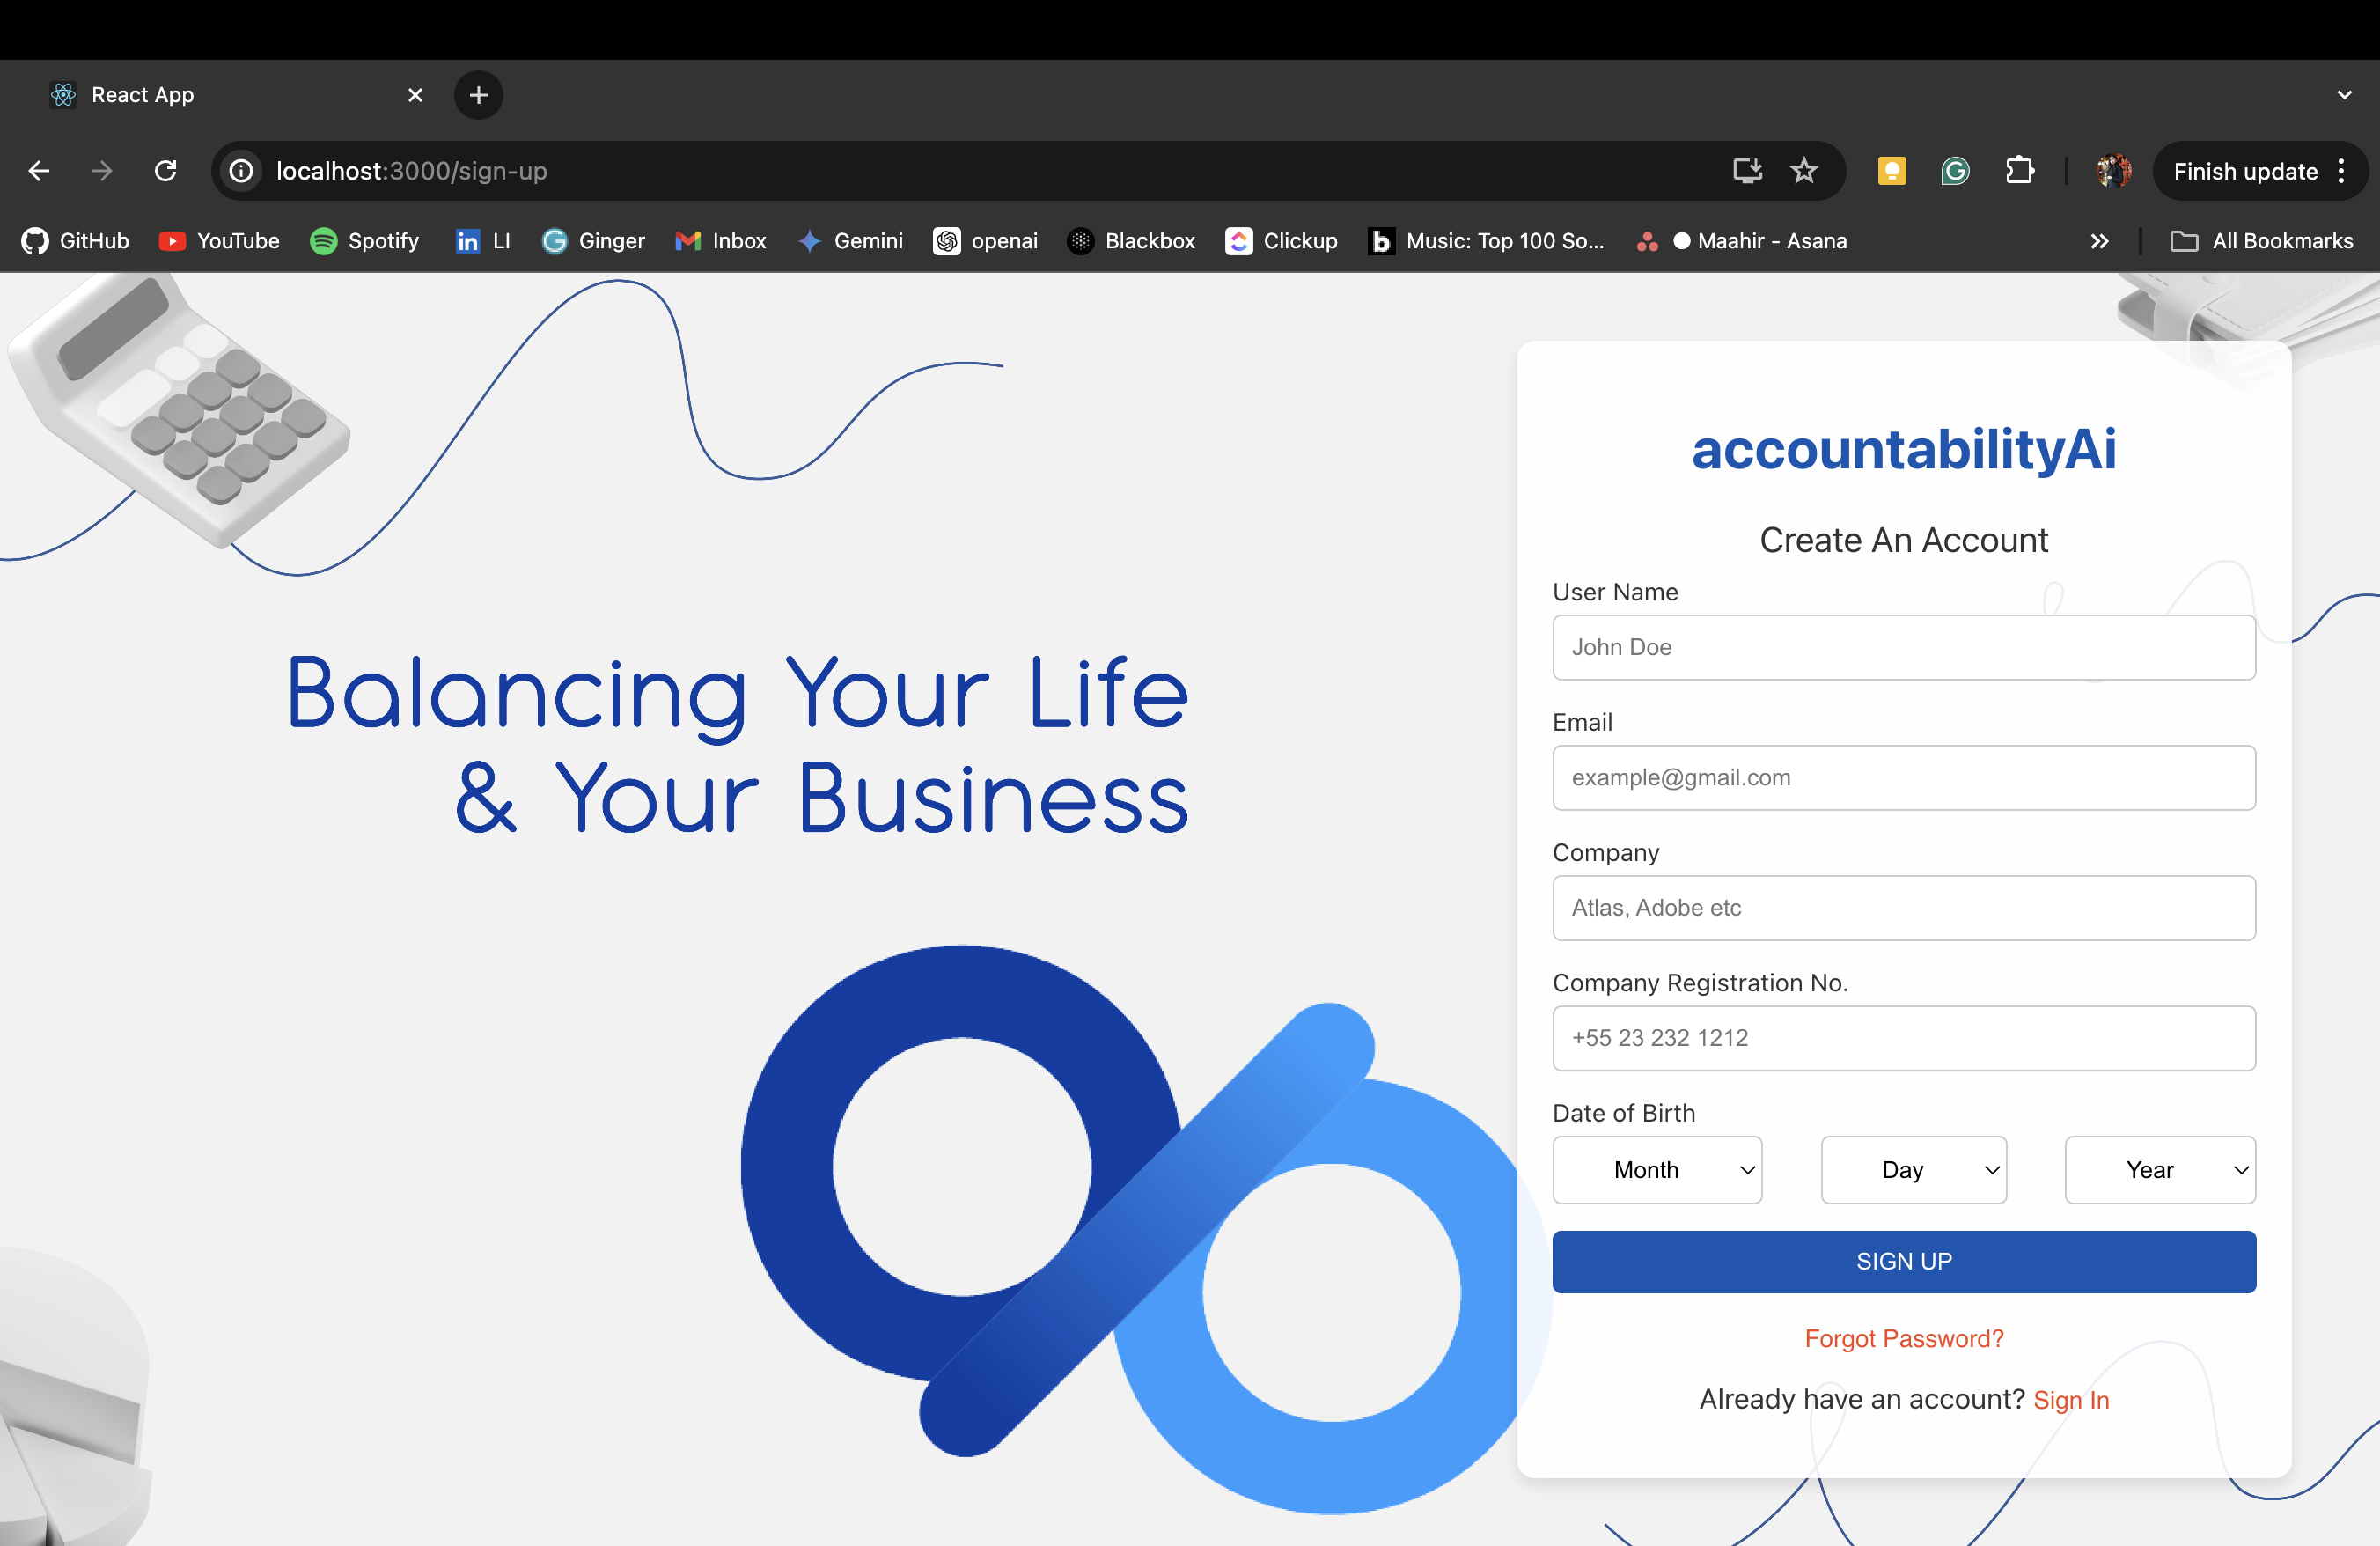 React App
localhost:3000/sign-up
Finish update
GitHub YouTube Spotify LI Ginger Inbox Gemini openai Blackbox Clickup Music: Top 100 So... Maahir - Asana All Bookmarks
Balancing Your Life
& Your Business
accountabilityAi
Create An Account
User Name
John Doe
Email
example@gmail.com
Company
Atlas, Adobe etc
Company Registration No.
+55 23 232 1212
Date of Birth
Month Day Year
SIGN UP
Forgot Password?
Already have an account? Sign In